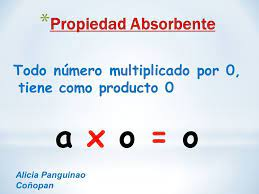 *Propiedad Absorbente
Todo número multiplicado por 0,
tiene como producto 0
a x o = o
Alicia Panguinao
Coñopan